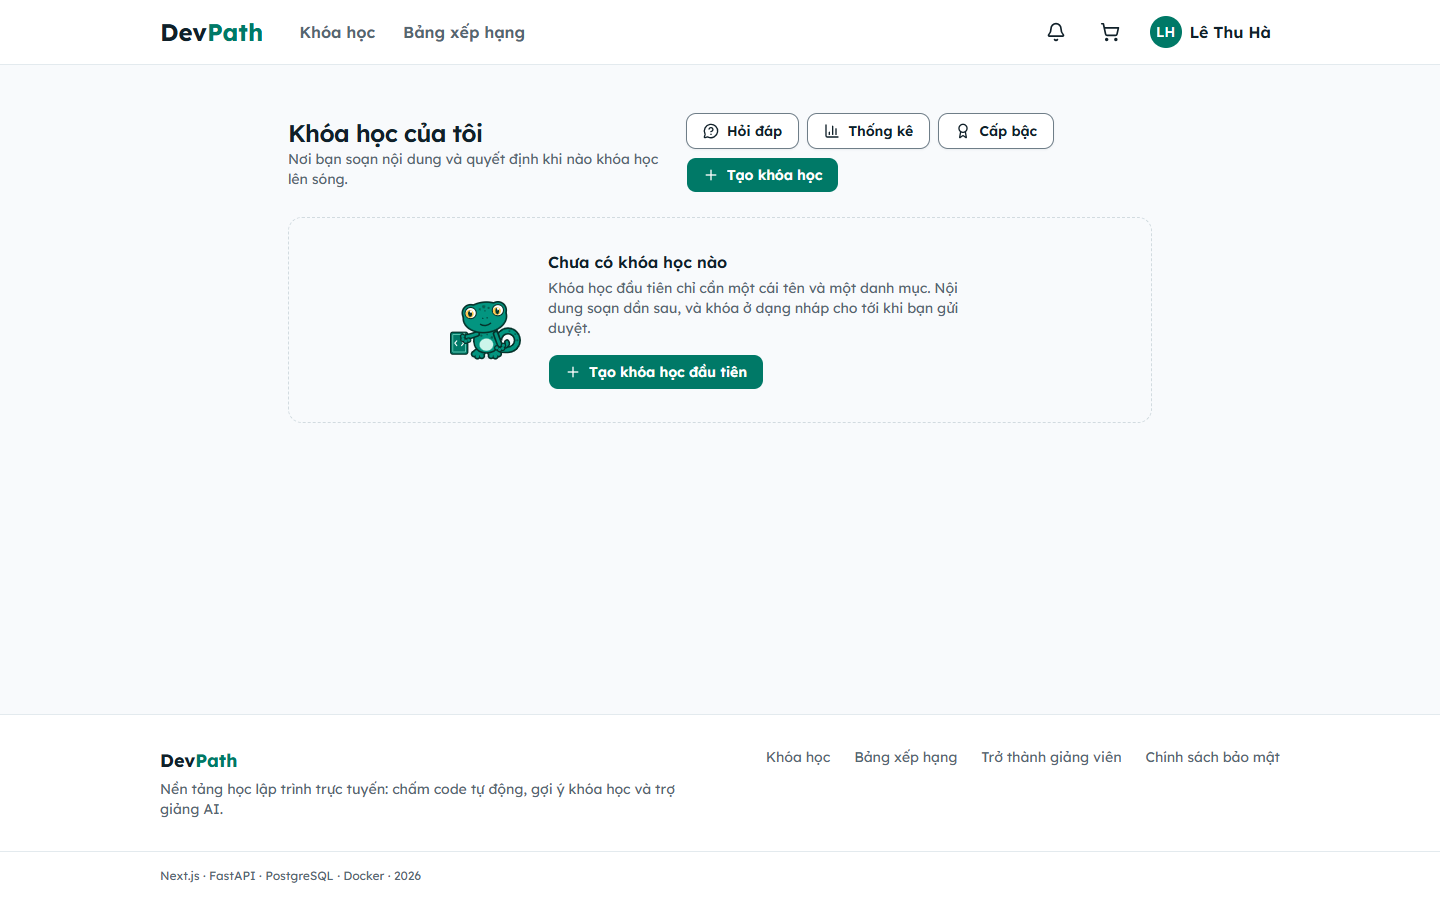 DevPath
Khóa học
Bảng xếp hạng
LH
Lê Thu Hà
Khóa học của tôi
Nơi bạn soạn nội dung và quyết định khi nào khóa học
lên sóng.
Hỏi đáp
Thống kê
Cấp bậc
Tạo khóa học
Chưa có khóa học nào
Khóa học đầu tiên chỉ cần một cái tên và một danh mục. Nội
dung soạn dần sau, và khóa ở dạng nháp cho tới khi bạn gửi
duyệt.
Tạo khóa học đầu tiên
DevPath
Nền tảng học lập trình trực tuyến: chấm code tự động, gợi ý khóa học và trợ
giảng AI.
Khóa học
Bảng xếp hạng
Trở thành giảng viên
Chính sách bảo mật
Next.js · FastAPI · PostgreSQL · Docker · 2026